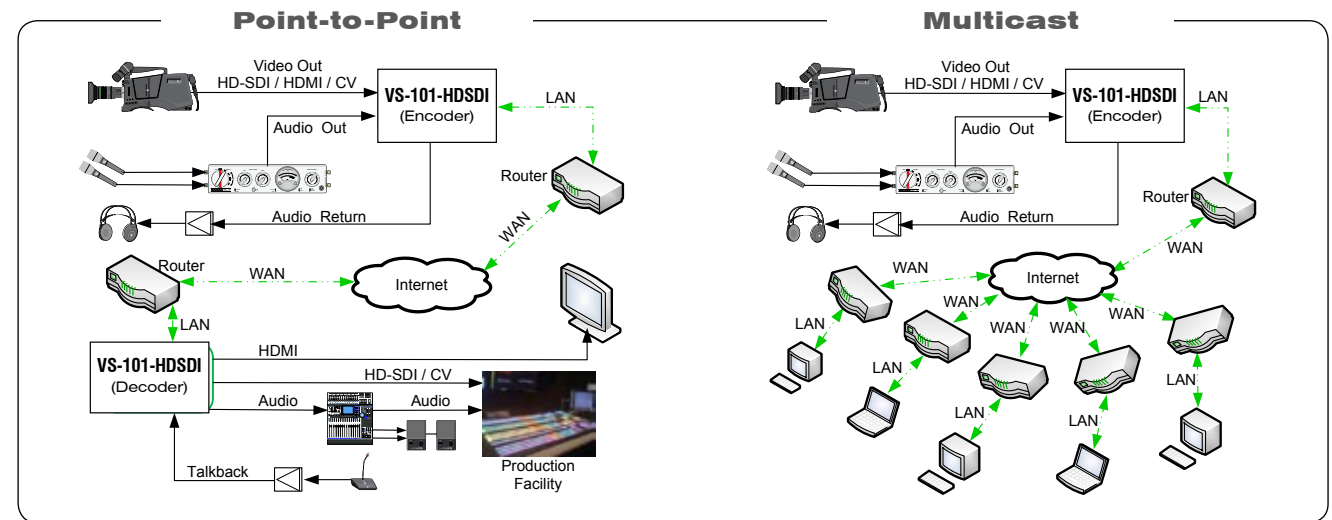 Point-to-Point
Video Out
HD-SDI / HDMI / CV
VS-101-HDSDI
(Encoder)
LAN
Audio Out
Router
Audio Return
WAN
Router
WAN
Internet
LAN
VS-101-HDSDI
(Decoder)
HDMI
HD-SDI / CV
Audio
Audio
Talkback
Production
Facility
Multicast
Video Out
HD-SDI / HDMI / CV
VS-101-HDSDI
(Encoder)
LAN
Audio Out
Router
Audio Return
WAN
WAN
Internet
WAN
WAN
WAN
WAN
LAN
LAN
LAN
LAN
LAN